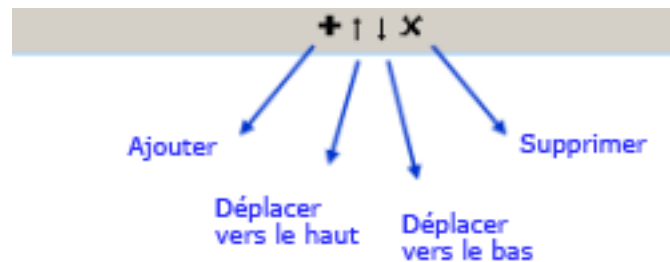 Ajouter
Supprimer
Déplacer
vers le haut
Déplacer
vers le bas